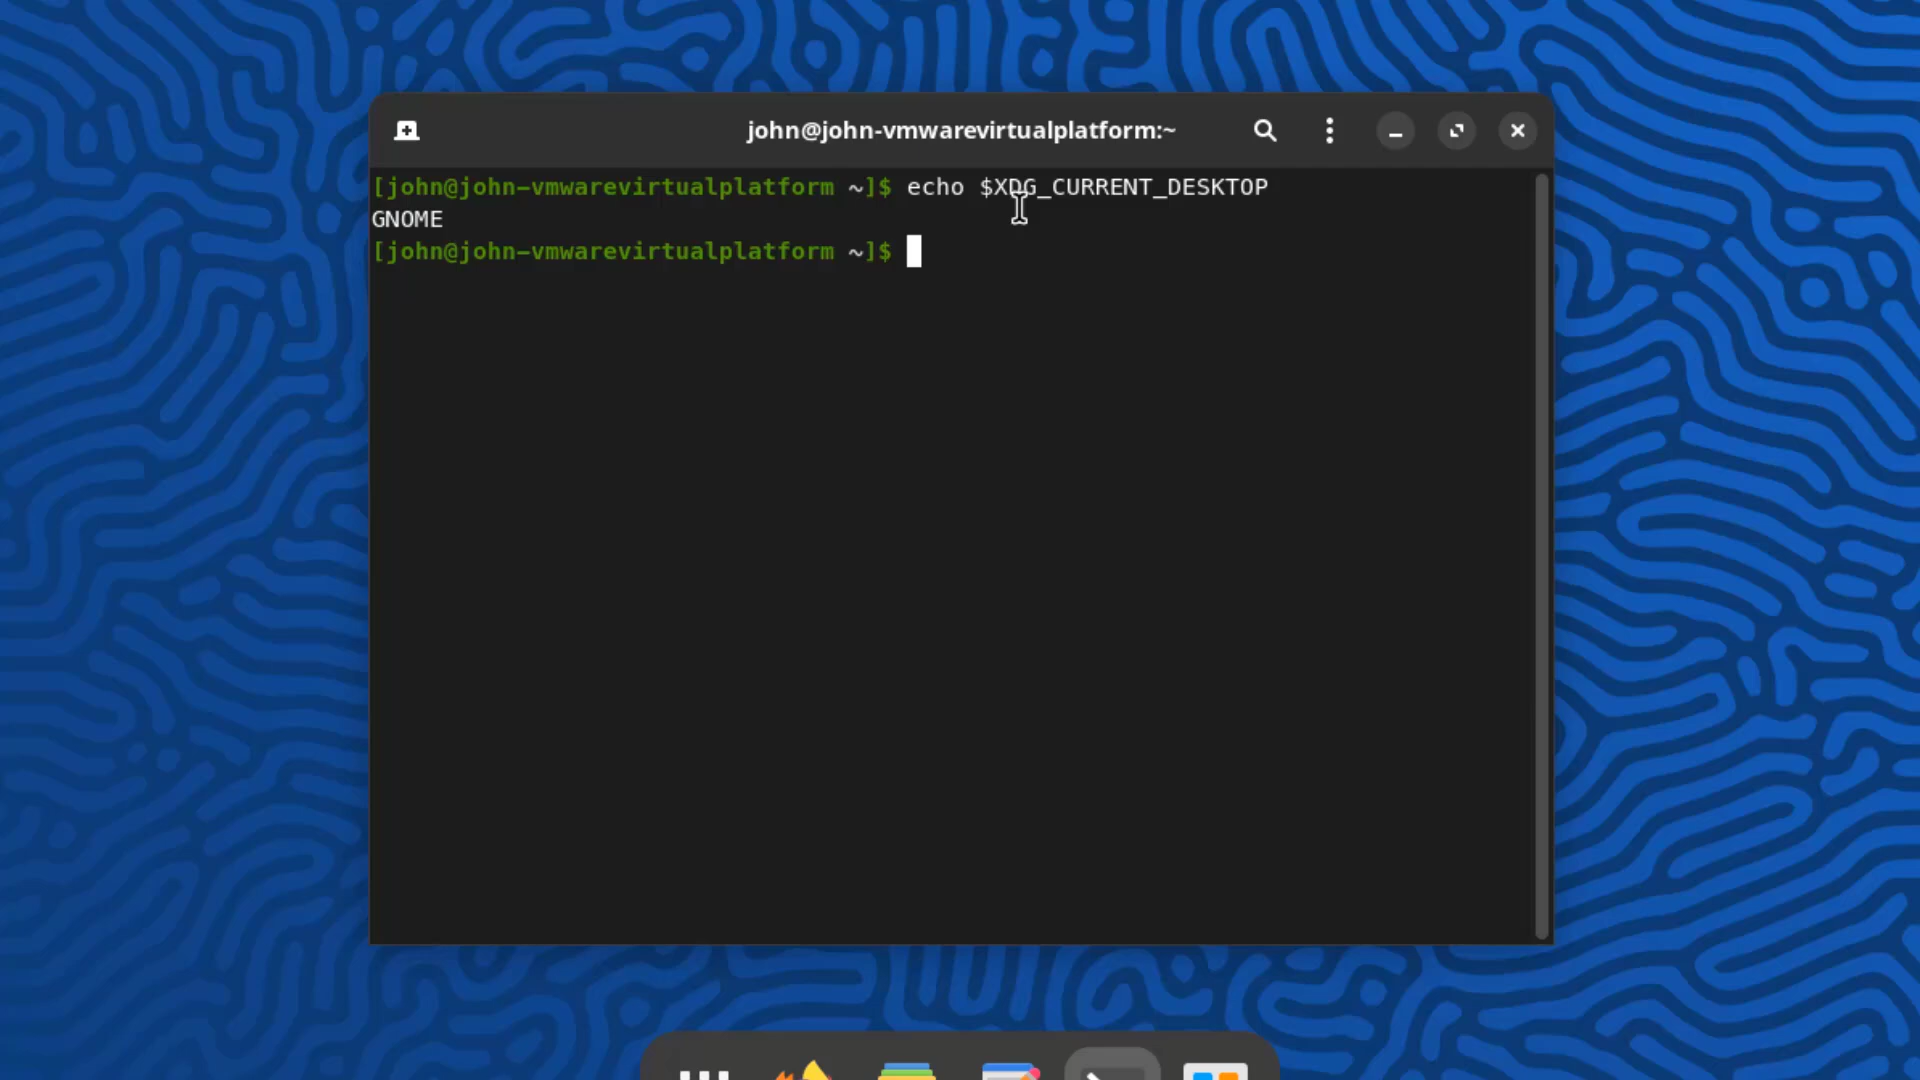 john@john-vmwarevirtualplatform:~
[john@john-vmwarevirtualplatform ~]$ echo $XDG_CURRENT_DESKTOP
GNOME
[john@john-vmwarevirtualplatform ~]$